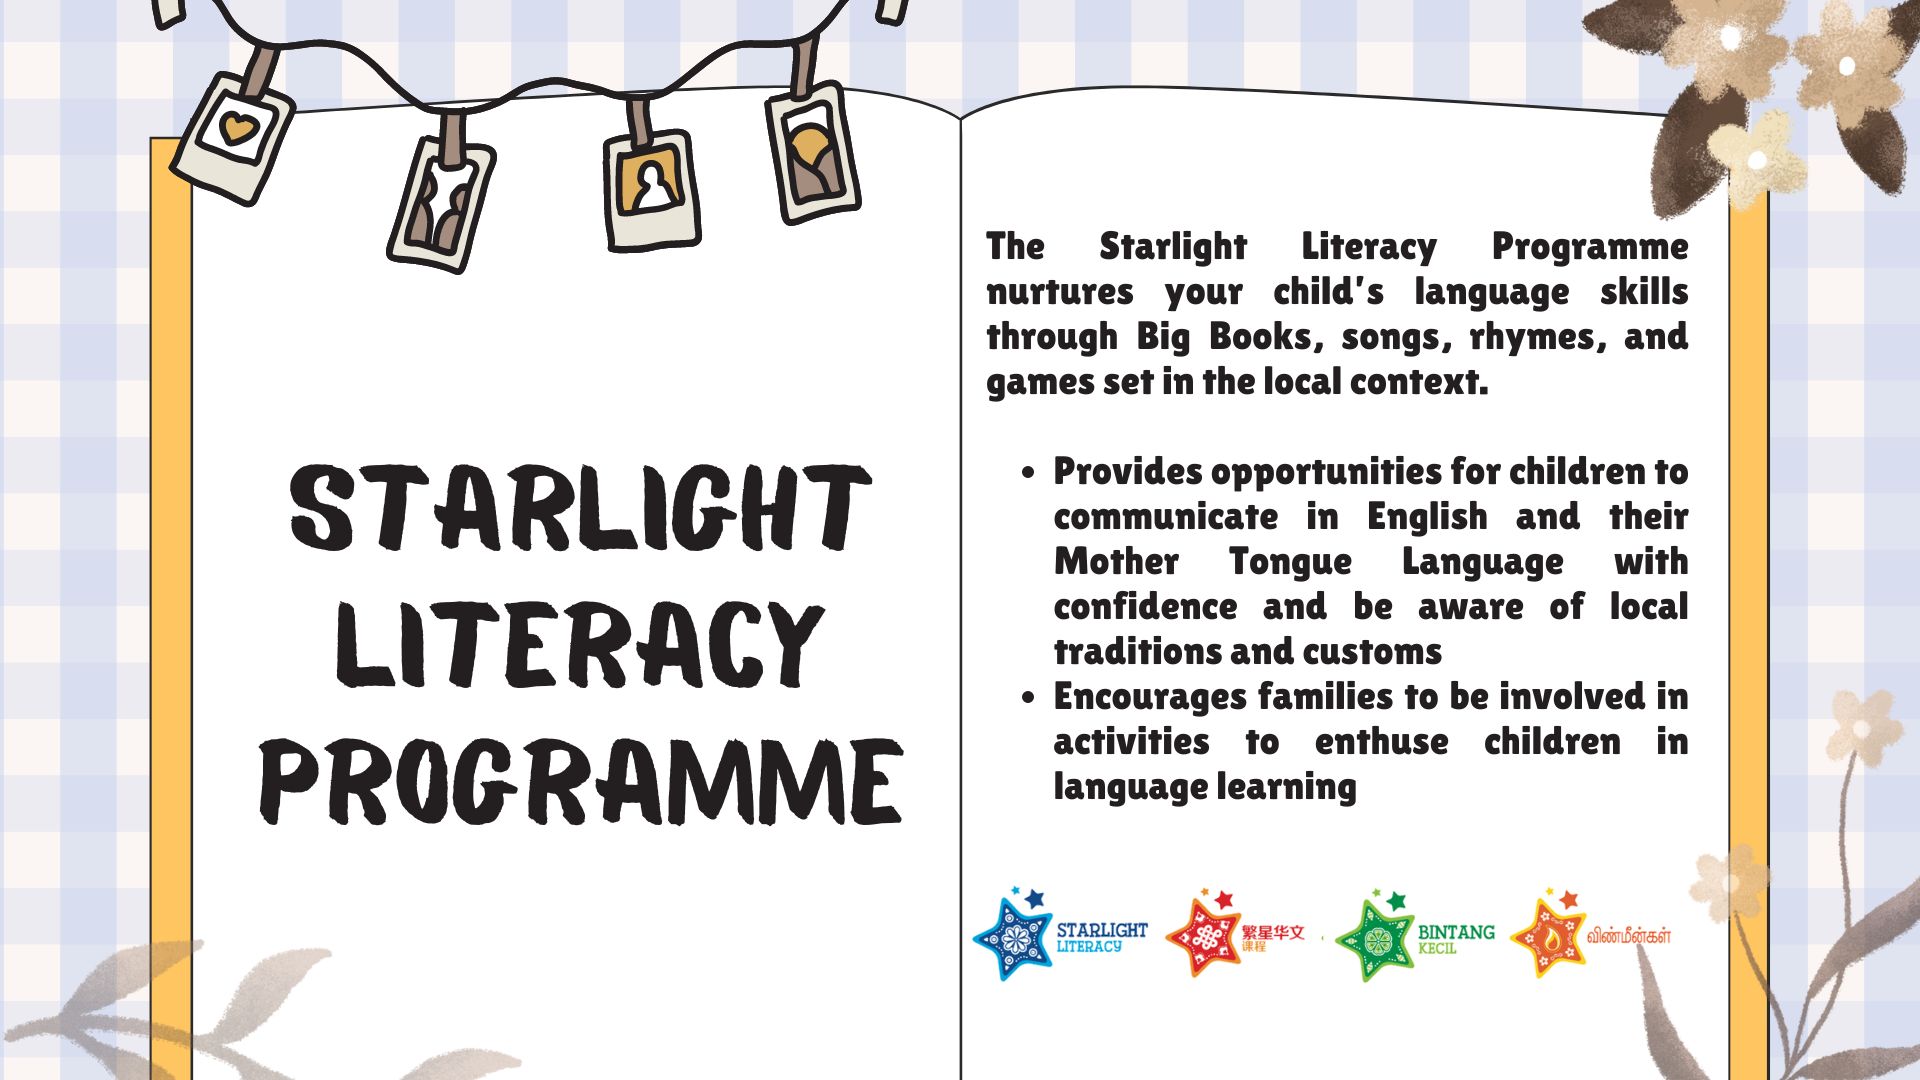 STARLIGHT
LITERACY
PROGRAMME
The Starlight Literacy Programme
nurtures your child's language skills
through Big Books, songs, rhymes, and
games set in the local context.
• Provides opportunities for children to
communicate in English and their
Mother Tongue Language with
confidence and be aware of local
traditions and customs
• Encourages families to be involved in
activities to enthuse children in
language learning
STARLIGHT
LITERACY
繁星华文
课程
BINTANG
KECIL
விண்மீன்கள்